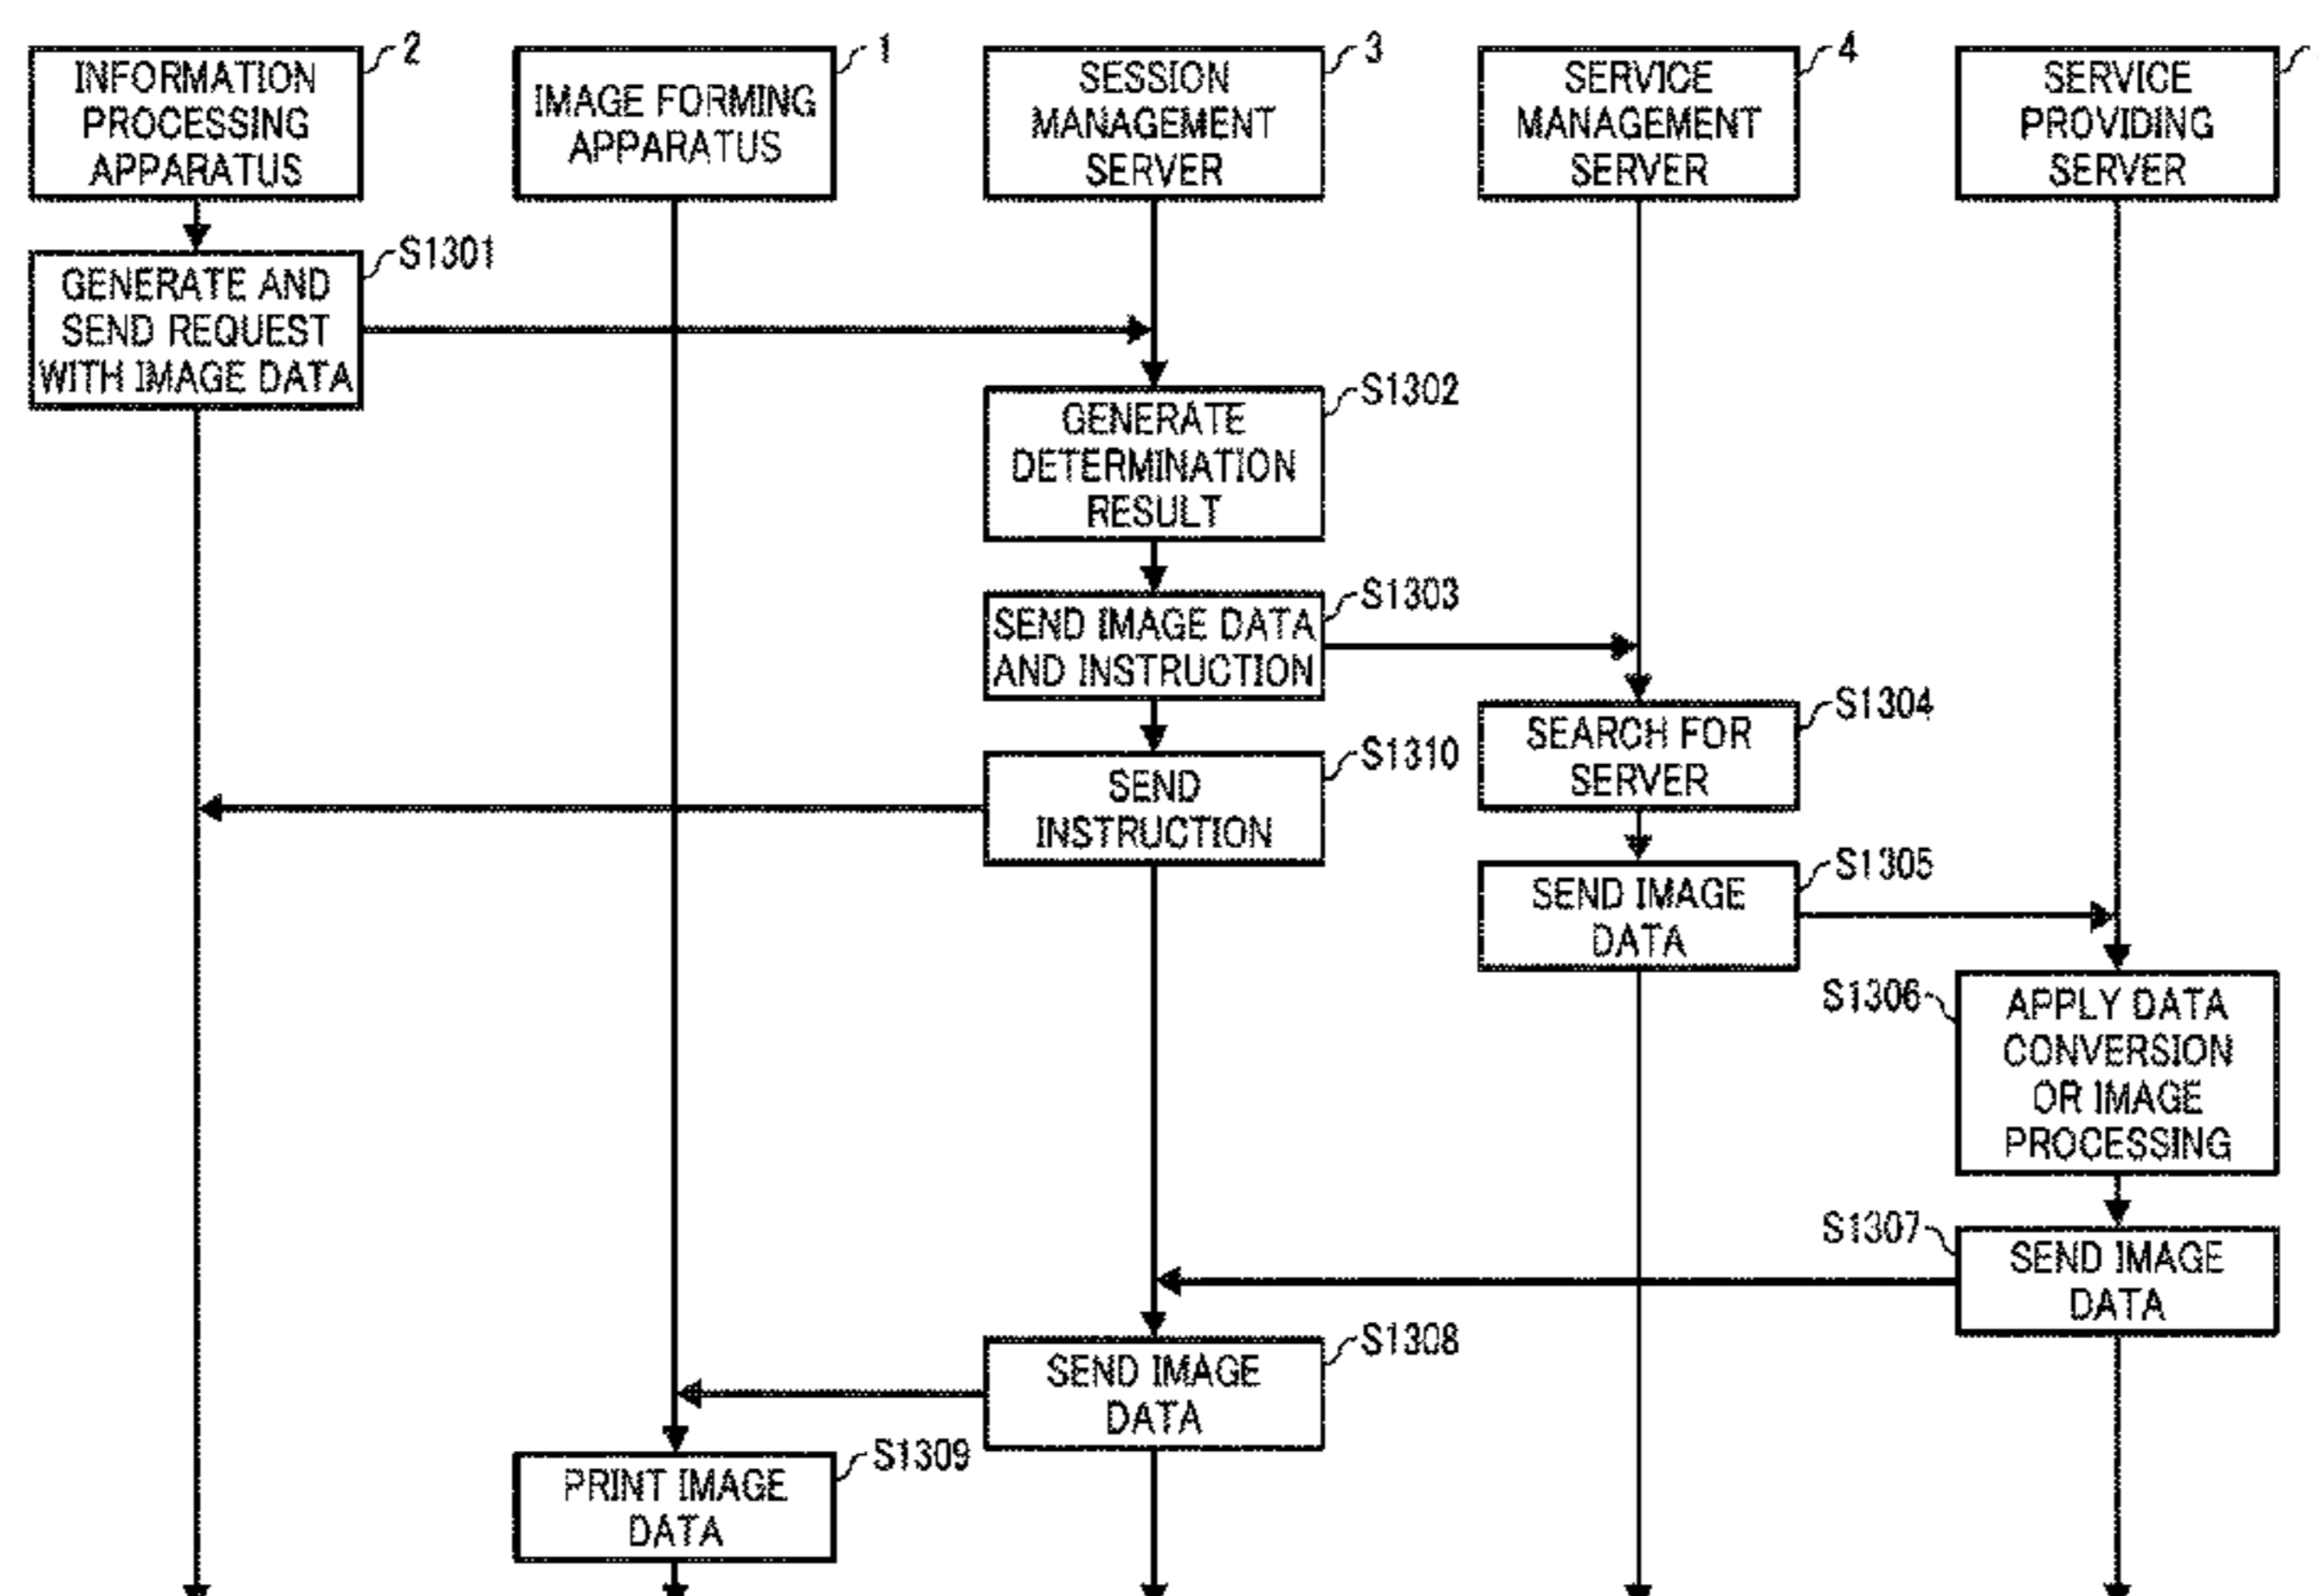 INFORMATION
PROCESSING
APPARATUS
2
IMAGE FORMING
APPARATUS
1
SESSION
MANAGEMENT
SERVER
3
SERVICE
MANAGEMENT
SERVER
4
SERVICE
PROVIDING
SERVER
GENERATE AND
SEND REQUEST
WITH IMAGE DATA
S1301
GENERATE
DETERMINATION
RESULT
S1302
SEND IMAGE DATA
AND INSTRUCTION
S1303
SEARCH FOR
SERVER
S1304
SEND
INSTRUCTION
S1310
SEND IMAGE
DATA
S1305
S1306
APPLY DATA
CONVERSION
OR IMAGE
PROCESSING
S1307
SEND IMAGE
DATA
SEND IMAGE
DATA
S1308
PRINT IMAGE
DATA
S1309